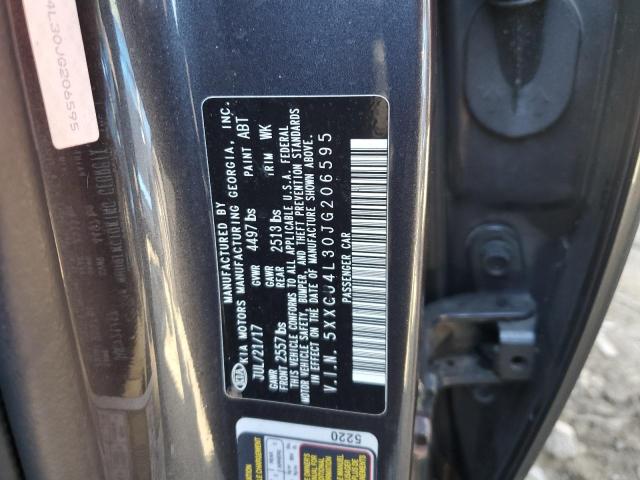 MANUFACTURED BY
KIA MOTORS MANUFACTURING GEORGIA, INC.
JUL/21/17 GVWR 4497 lbs PAINT ABT
GAWR FRONT 2557 lbs GAWR REAR 2513 lbs TRIM WK
THIS VEHICLE CONFORMS TO ALL APPLICABLE U.S.A. FEDERAL
MOTOR VEHICLE SAFETY, BUMPER, AND THEFT PREVENTION STANDARDS
IN EFFECT ON THE DATE OF MANUFACTURE SHOWN ABOVE.
V.I.N. 5XXCU4L30JG206595
PASSENGER CAR
4L30JG206595
5220